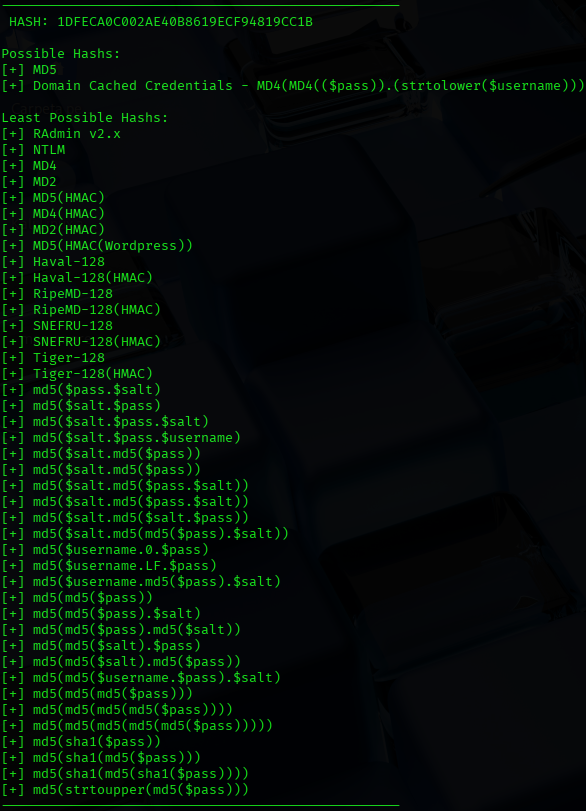 HASH: 1DFECA0C002AE40B8619ECF94819CC1B
Possible Hashs:
[+] MD5
[+] Domain Cached Credentials - MD4(MD4(($pass)).(strtolower($username)))
Least Possible Hashs:
[+] RAdmin v2.x
[+] NTLM
[+] MD4
[+] MD2
[+] MD5(HMAC)
[+] MD4(HMAC)
[+] MD2(HMAC)
[+] MD5(HMAC(Wordpress))
[+] Haval-128
[+] Haval-128(HMAC)
[+] RipeMD-128
[+] RipeMD-128(HMAC)
[+] SNEFRU-128
[+] SNEFRU-128(HMAC)
[+] Tiger-128
[+] Tiger-128(HMAC)
[+] md5($pass.$salt)
[+] md5($salt.$pass)
[+] md5($salt.$pass.$salt)
[+] md5($salt.$pass.$username)
[+] md5($salt.md5($pass))
[+] md5($salt.md5($pass))
[+] md5($salt.md5($pass.$salt))
[+] md5($salt.md5($pass.$salt))
[+] md5($salt.md5($salt.$pass))
[+] md5($salt.md5(md5($pass).$salt))
[+] md5($username.0.$pass)
[+] md5($username.LF.$pass)
[+] md5($username.md5($pass).$salt)
[+] md5(md5($pass))
[+] md5(md5($pass).$salt)
[+] md5(md5($pass).md5($salt))
[+] md5(md5($salt).$pass)
[+] md5(md5($salt).md5($pass))
[+] md5(md5($username.$pass).$salt)
[+] md5(md5(md5($pass)))
[+] md5(md5(md5(md5($pass))))
[+] md5(md5(md5(md5(md5($pass)))))
[+] md5(sha1($pass))
[+] md5(sha1(md5($pass)))
[+] md5(sha1(md5(sha1($pass))))
[+] md5(strtoupper(md5($pass)))